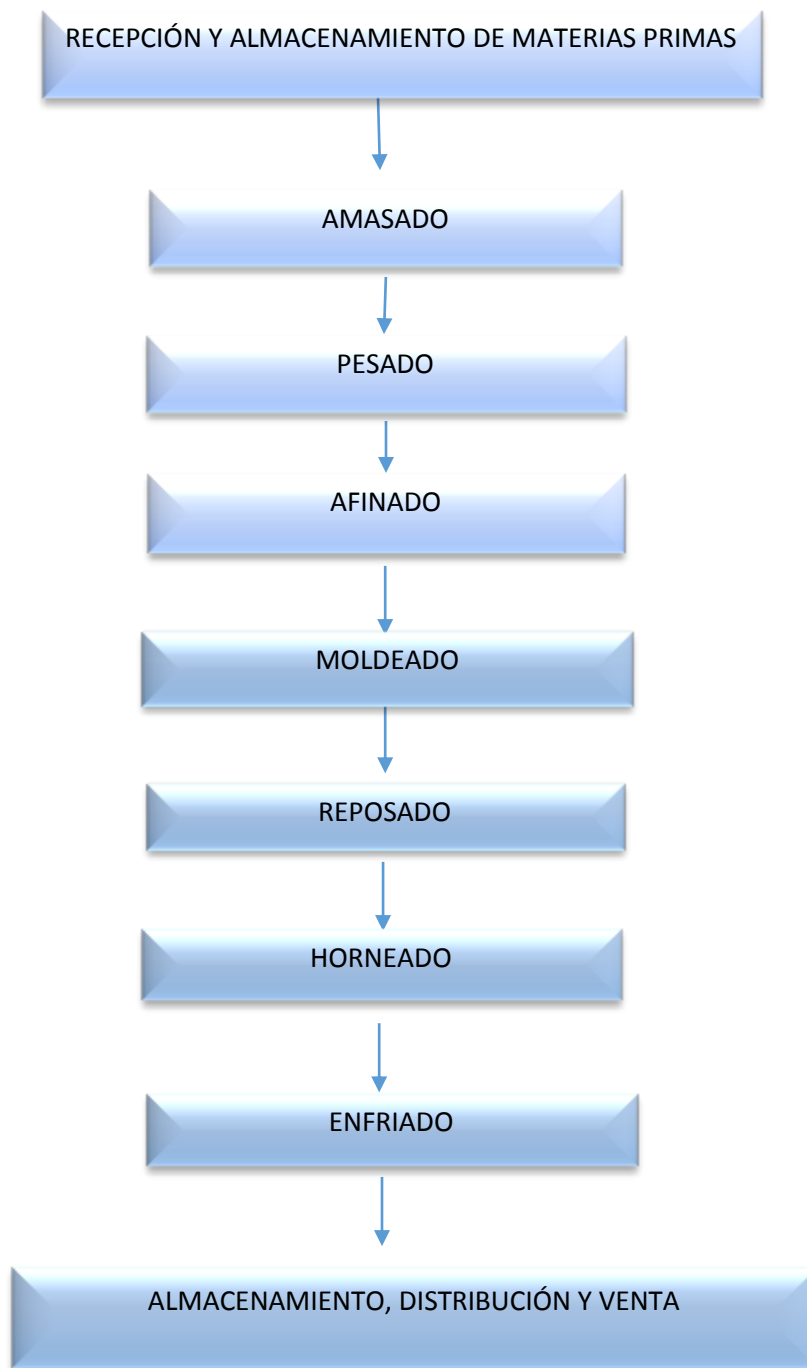 RECEPCIÓN Y ALMACENAMIENTO DE MATERIAS PRIMAS
AMASADO
PESADO
AFINADO
MOLDEADO
REPOSADO
HORNEADO
ENFRIADO
ALMACENAMIENTO, DISTRIBUCIÓN Y VENTA